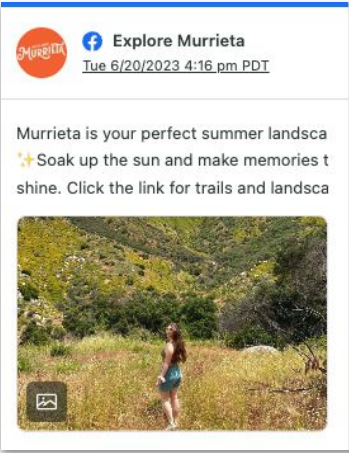 MURRIETA
Explore Murrieta
Tue 6/20/2023 4:16 pm PDT
Murrieta is your perfect summer landsca
✨Soak up the sun and make memories t
shine. Click the link for trails and landsca